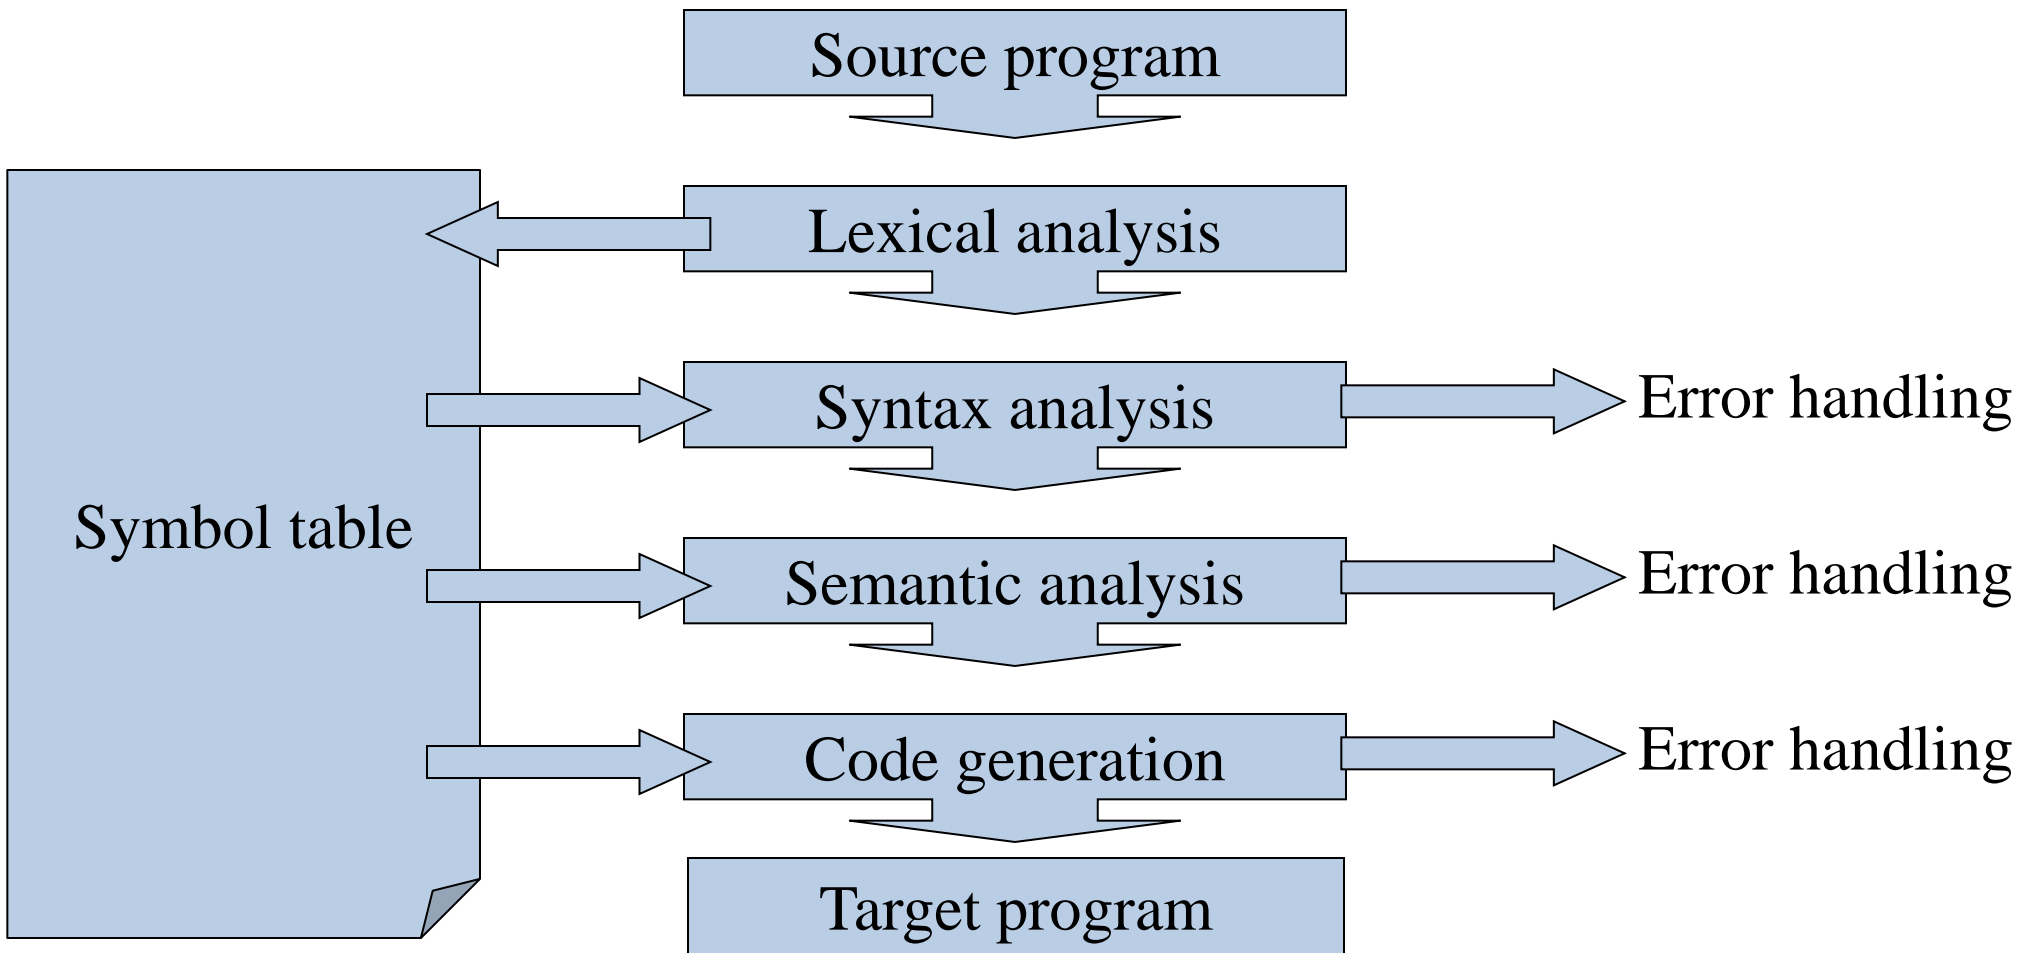 Source program
Lexical analysis
Syntax analysis
Error handling
Symbol table
Semantic analysis
Error handling
Code generation
Error handling
Target program